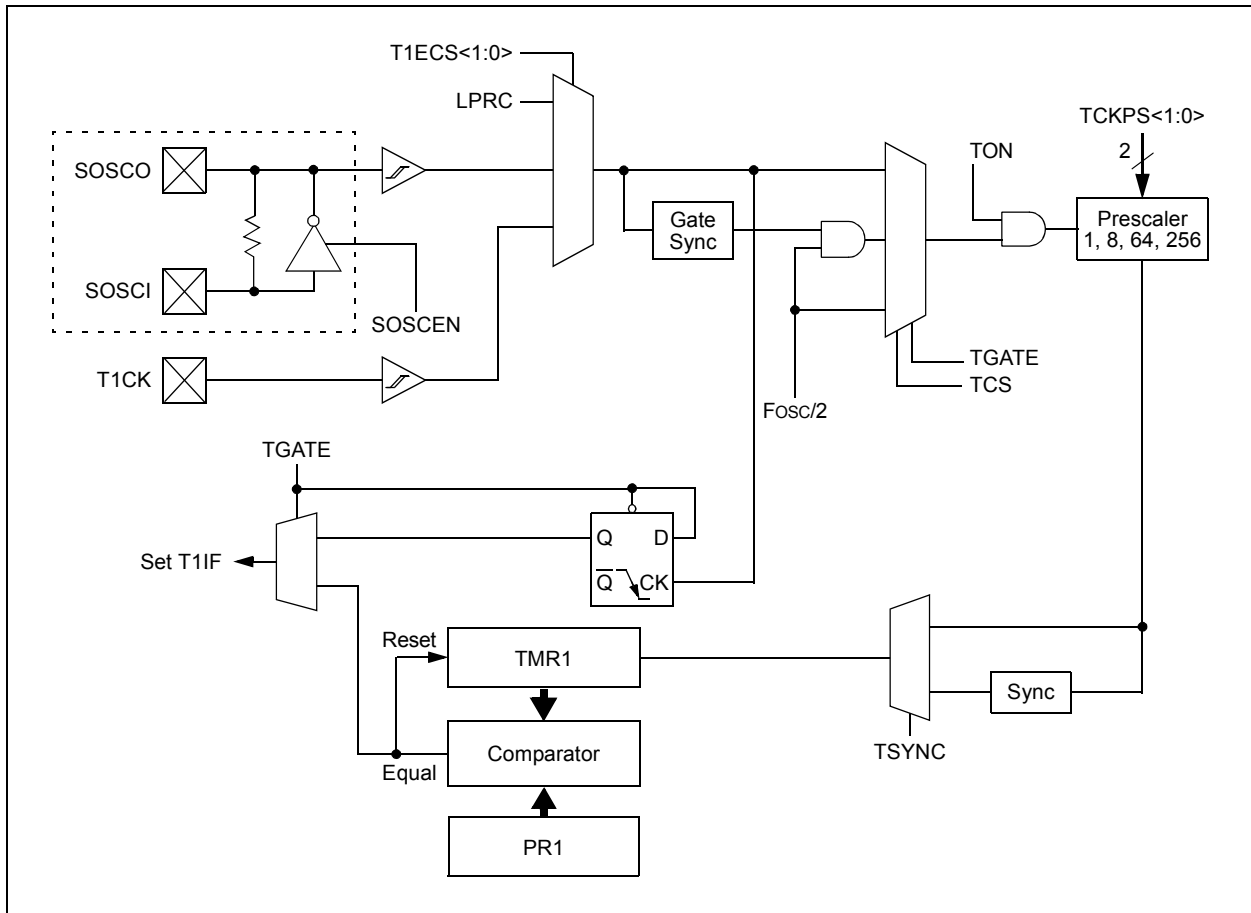 T1ECS<1:0>
LPRC
TCKPS<1:0>
SOSCO
2
TON
Gate
Sync
Prescaler
1, 8, 64, 256
SOSCI
SOSCEN
TGATE
T1CK
TCS
FOSC/2
TGATE
Q
D
Set T1IF
Q
CK
Reset
TMR1
Sync
Comparator
TSYNC
Equal
PR1